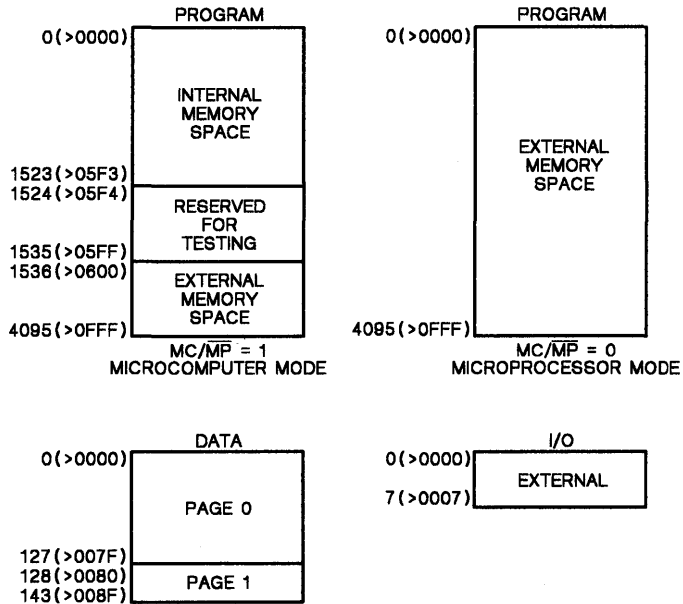 PROGRAM
0(>0000)
INTERNAL
MEMORY
SPACE
1523(>05F3)
1524(>05F4)
RESERVED
FOR
TESTING
1535(>05FF)
1536(>0600)
EXTERNAL
MEMORY
SPACE
4095(>0FFF)
MC/M̅P̅ = 1
MICROCOMPUTER MODE
PROGRAM
0(>0000)
EXTERNAL
MEMORY
SPACE
4095(>0FFF)
MC/M̅P̅ = 0
MICROPROCESSOR MODE
DATA
0(>0000)
PAGE 0
127(>007F)
128(>0080)
PAGE 1
143(>008F)
I/O
0(>0000)
EXTERNAL
7(>0007)